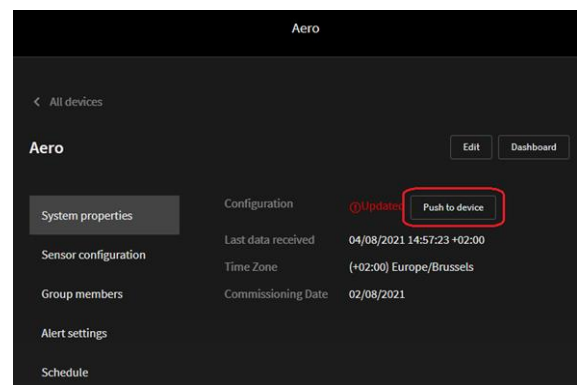 Aero
< All devices
Aero
Edit Dashboard
System properties
Sensor configuration
Group members
Alert settings
Schedule
Configuration Updated Push to device
Last data received 04/08/2021 14:57:23 +02:00
Time Zone (+02:00) Europe/Brussels
Commissioning Date 02/08/2021